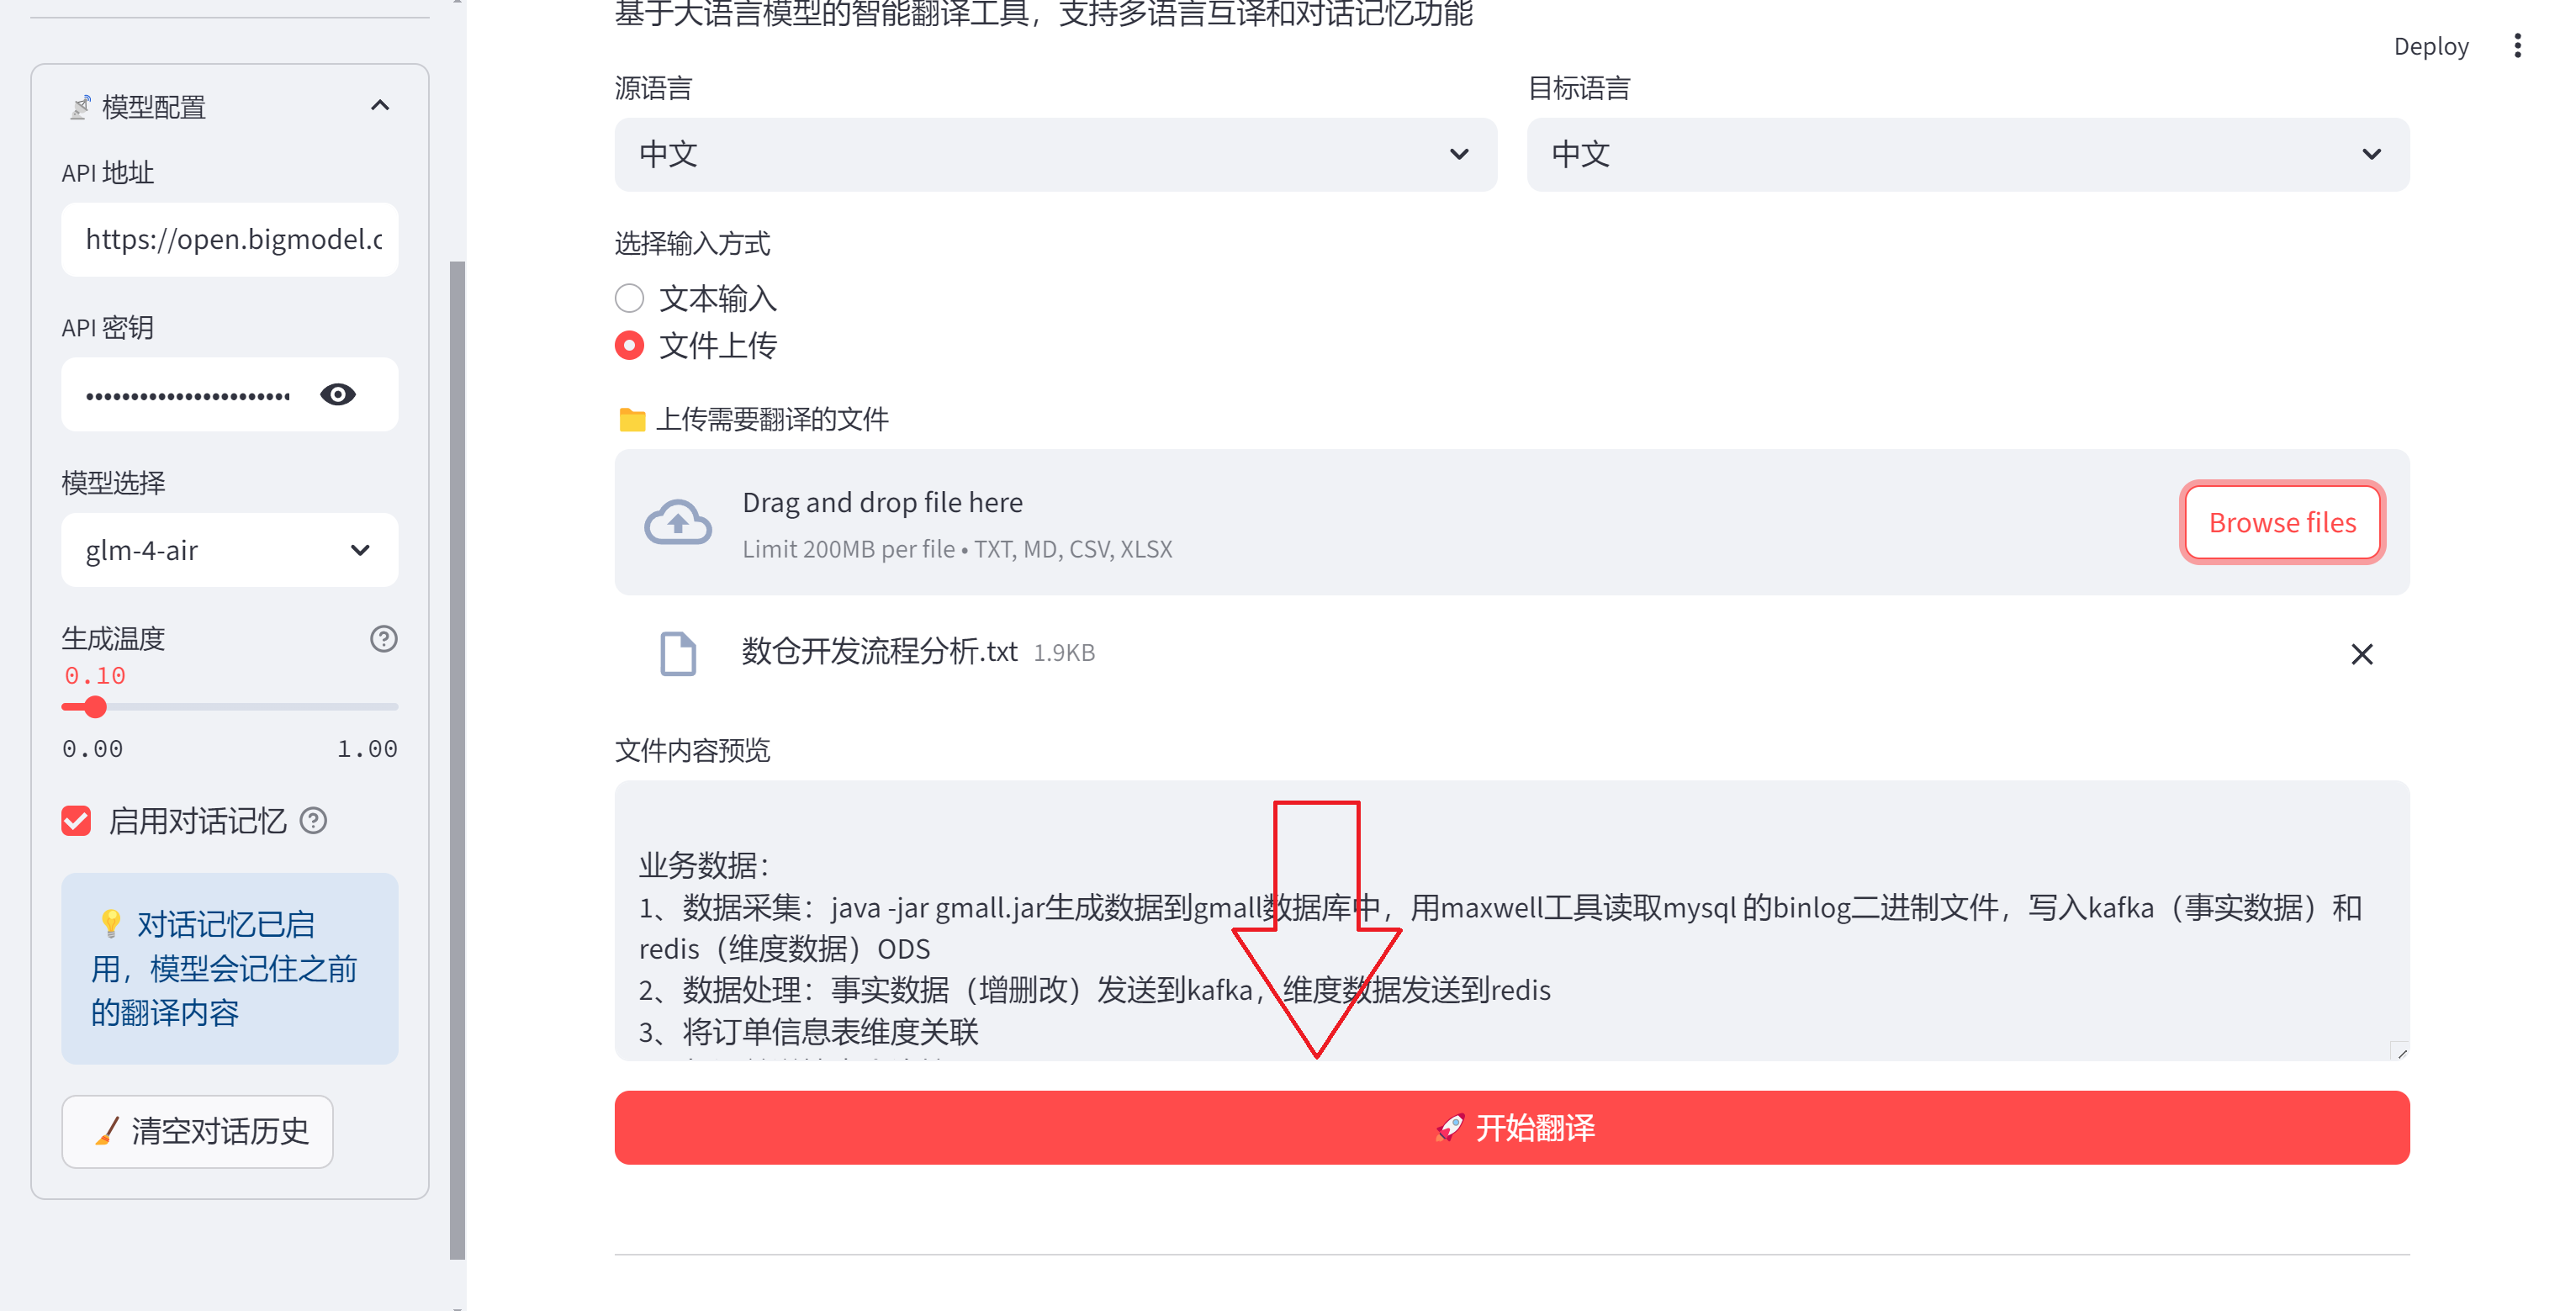 模型配置
API 地址
https://open.bigmodel.c
API 密钥
模型选择
glm-4-air
生成温度
0.10
0.00
1.00
启用对话记忆
对话记忆已启
用，模型会记住之前
的翻译内容
清空对话历史
基于大语言模型的智能翻译工具，支持多语言互译和对话记忆功能
Deploy
源语言
中文
目标语言
中文
选择输入方式
文本输入
文件上传
上传需要翻译的文件
Drag and drop file here
Limit 200MB per file • TXT, MD, CSV, XLSX
Browse files
数仓开发流程分析.txt 1.9KB
文件内容预览
业务数据：
1、数据采集：java -jar gmall.jar生成数据到gmall数据库中，用maxwell工具读取mysql 的binlog二进制文件，写入kafka（事实数据）和
redis（维度数据）ODS
2、数据处理：事实数据（增删改）发送到kafka，维度数据发送到redis
3、将订单信息表维度关联
开始翻译